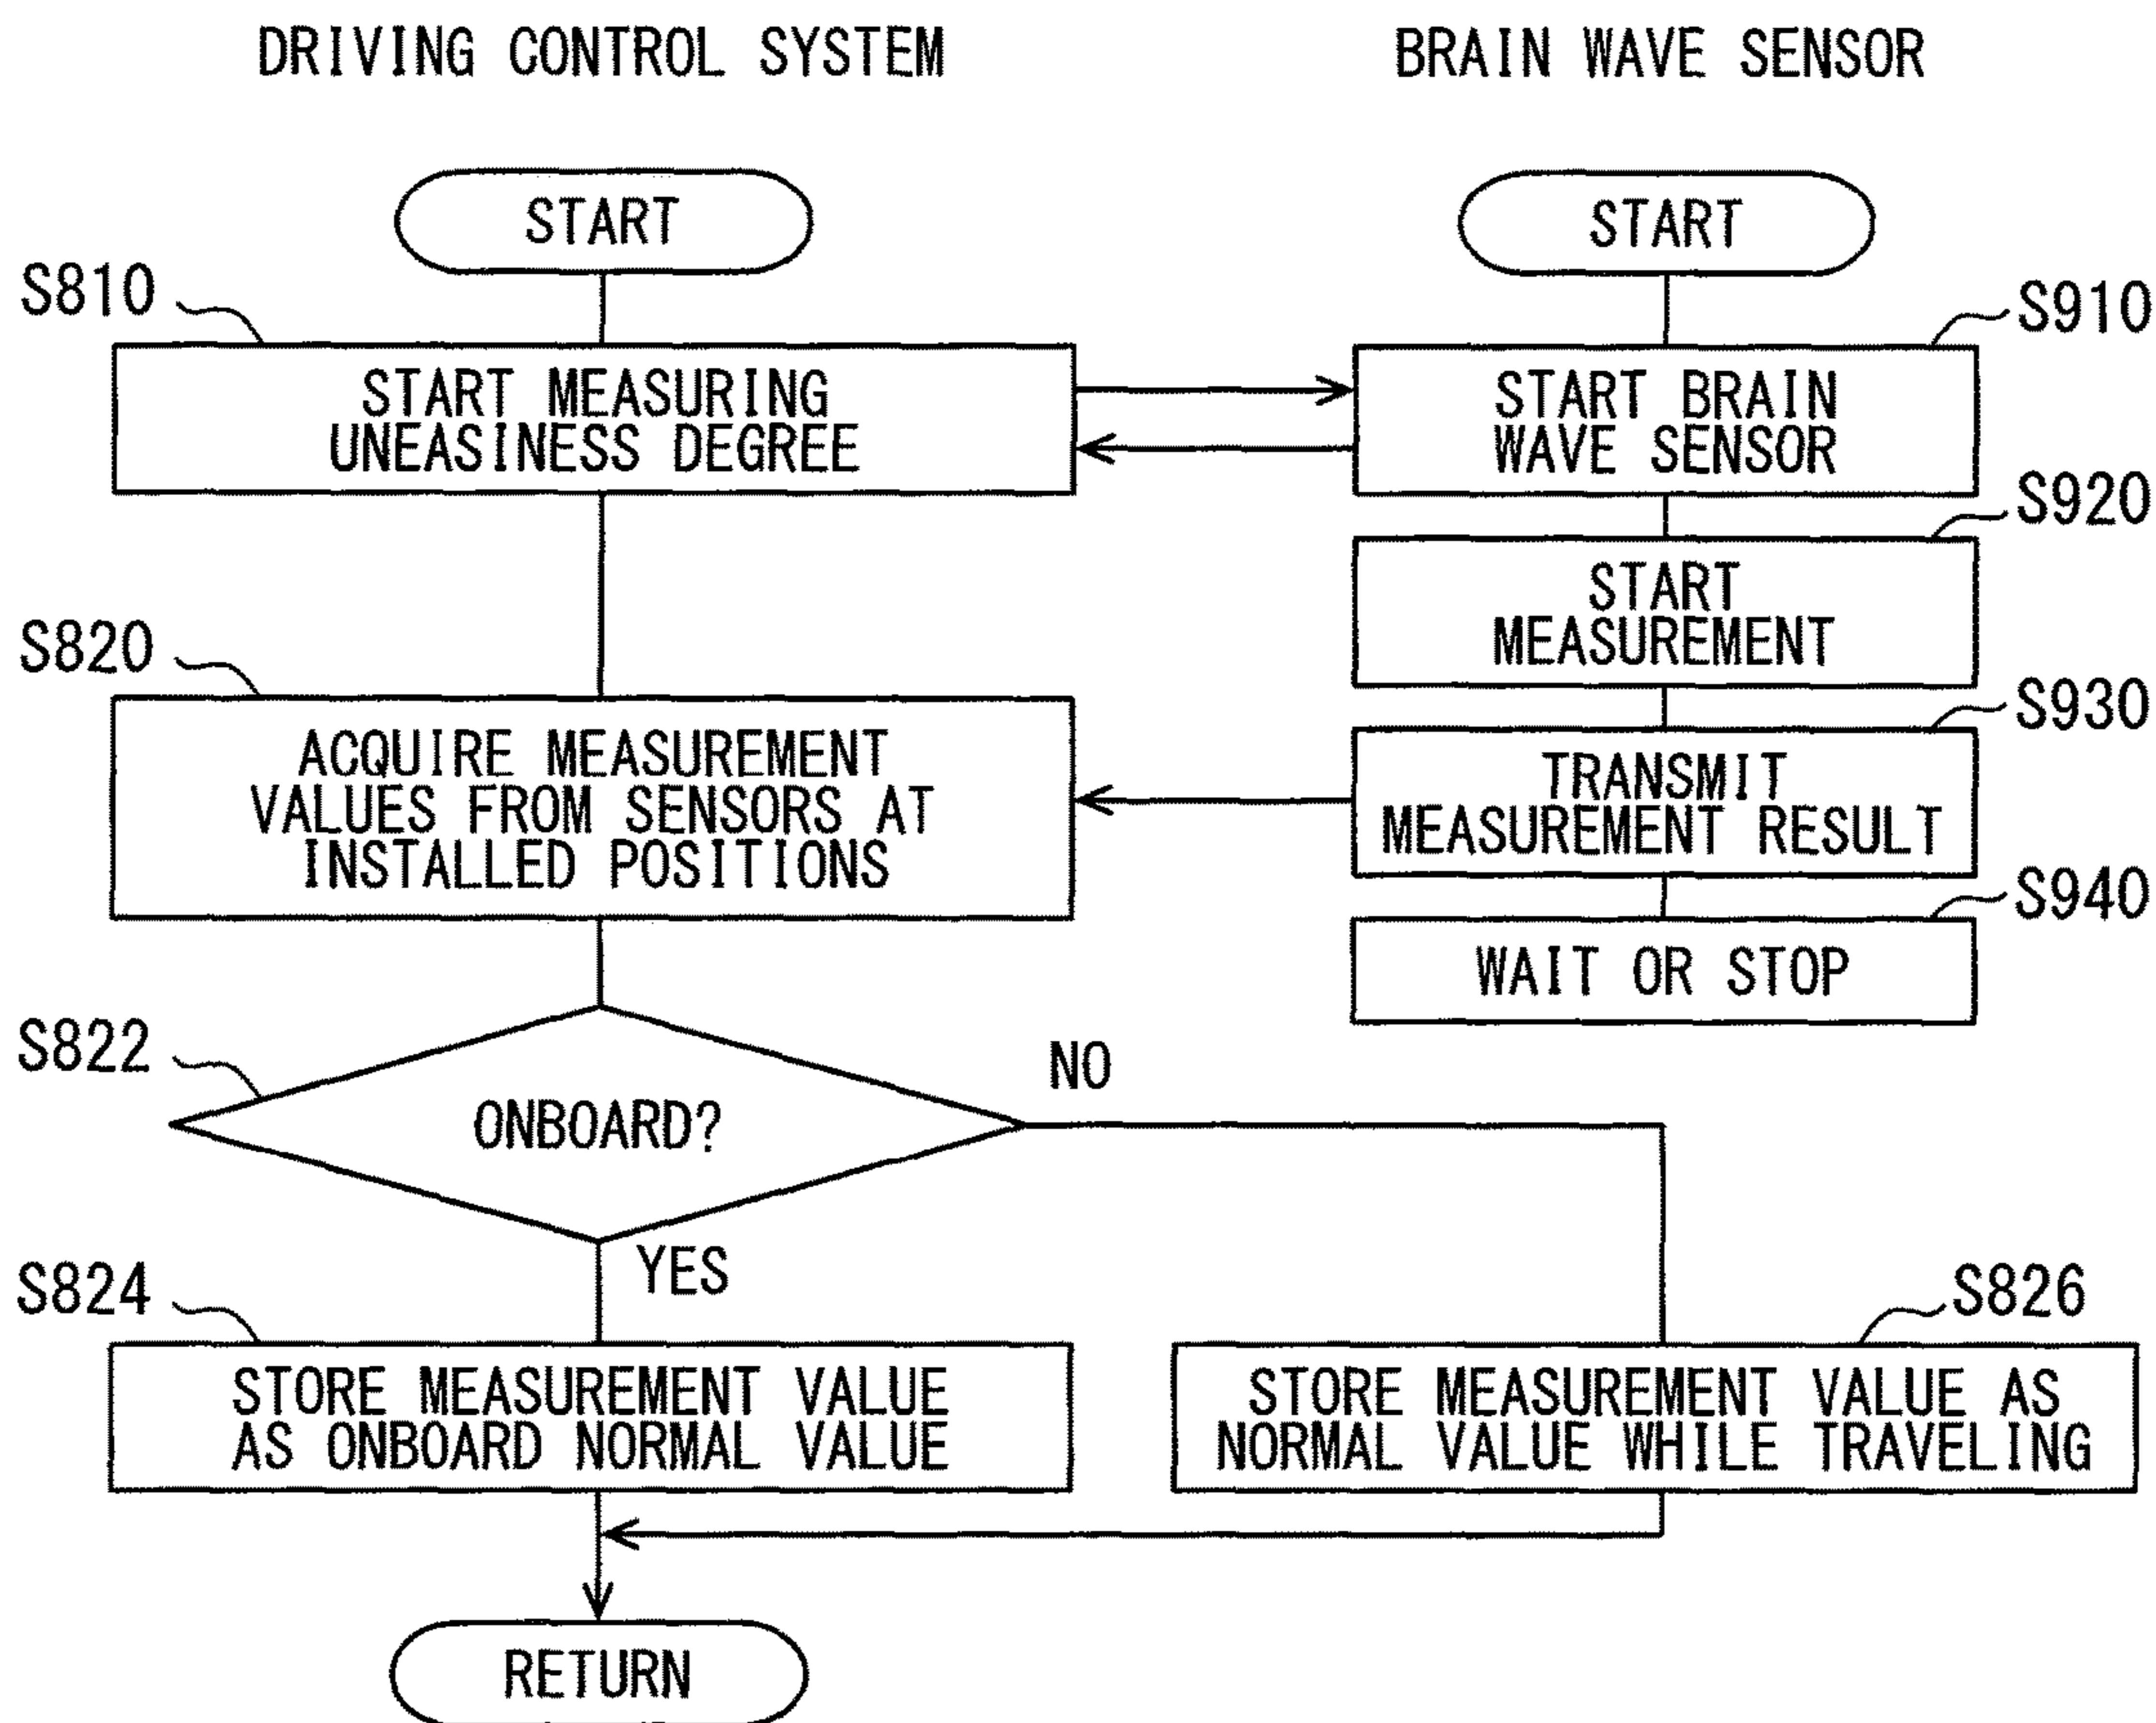 DRIVING CONTROL SYSTEM
BRAIN WAVE SENSOR
START
START
S810
S910
START MEASURING
UNEASINESS DEGREE
START BRAIN
WAVE SENSOR
S920
START
MEASUREMENT
S820
S930
ACQUIRE MEASUREMENT
VALUES FROM SENSORS AT
INSTALLED POSITIONS
TRANSMIT
MEASUREMENT RESULT
S940
WAIT OR STOP
S822
NO
ONBOARD?
YES
S824
S826
STORE MEASUREMENT VALUE
AS ONBOARD NORMAL VALUE
STORE MEASUREMENT VALUE AS
NORMAL VALUE WHILE TRAVELING
RETURN